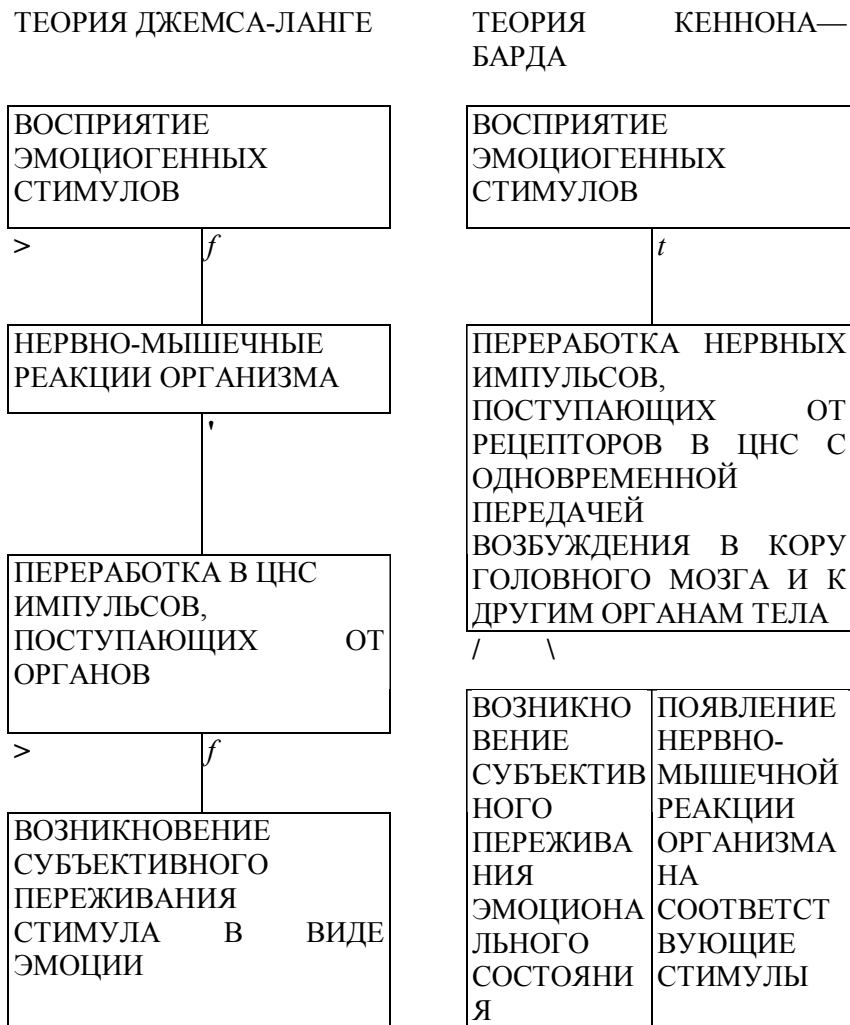 ТЕОРИЯ ДЖЕМСА-ЛАНГЕ
ВОСПРИЯТИЕ
ЭМОЦИОГЕННЫХ
СТИМУЛОВ
> f
НЕРВНО-МЫШЕЧНЫЕ
РЕАКЦИИ ОРГАНИЗМА
'
ПЕРЕРАБОТКА В ЦНС
ИМПУЛЬСОВ,
ПОСТУПАЮЩИХ ОТ
ОРГАНОВ
> f
ВОЗНИКНОВЕНИЕ
СУБЪЕКТИВНОГО
ПЕРЕЖИВАНИЯ
СТИМУЛА В ВИДЕ
ЭМОЦИИ
ТЕОРИЯ КЕННОНА—
БАРДА
ВОСПРИЯТИЕ
ЭМОЦИОГЕННЫХ
СТИМУЛОВ
t
ПЕРЕРАБОТКА НЕРВНЫХ
ИМПУЛЬСОВ,
ПОСТУПАЮЩИХ ОТ
РЕЦЕПТОРОВ В ЦНС С
ОДНОВРЕМЕННОЙ
ПЕРЕДАЧЕЙ
ВОЗБУЖДЕНИЯ В КОРУ
ГОЛОВНОГО МОЗГА И К
ДРУГИМ ОРГАНАМ ТЕЛА
/ \
ВОЗНИКНО
ВЕНИЕ
СУБЪЕКТИВ
НОГО
ПЕРЕЖИВА
НИЯ
ЭМОЦИОНА
ЛЬНОГО
СОСТОЯНИ
Я
ПОЯВЛЕНИЕ
НЕРВНО-
МЫШЕЧНОЙ
РЕАКЦИИ
ОРГАНИЗМА
НА
СООТВЕТСТ
ВУЮЩИЕ
СТИМУЛЫ